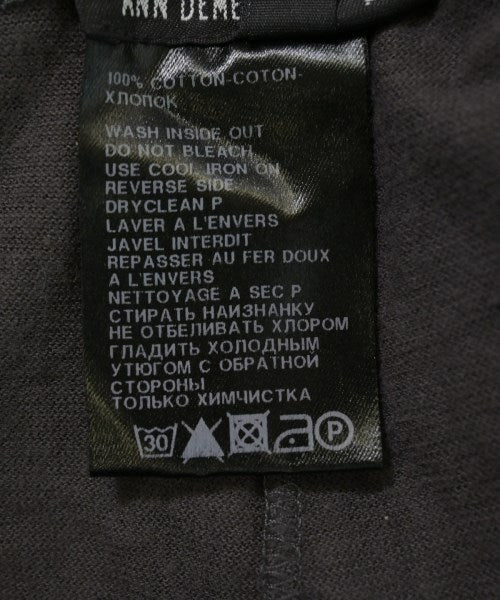 ANN DEME
100% COTTON-COTON-
ХЛОПОК
WASH INSIDE OUT
DO NOT BLEACH
USE COOL IRON ON
REVERSE SIDE
DRYCLEAN P
LAVER A L'ENVERS
JAVEL INTERDIT
REPASSER AU FER DOUX
A L'ENVERS
NETTOYAGE A SEC P
СТИРАТЬ НАИЗНАНКУ
НЕ ОТБЕЛИВАТЬ ХЛОРОМ
ГЛАДИТЬ ХОЛОДНЫМ
УТЮГОМ С ОБРАТНОЙ
СТОРОНЫ
ТОЛЬКО ХИМЧИСТКА
30 P